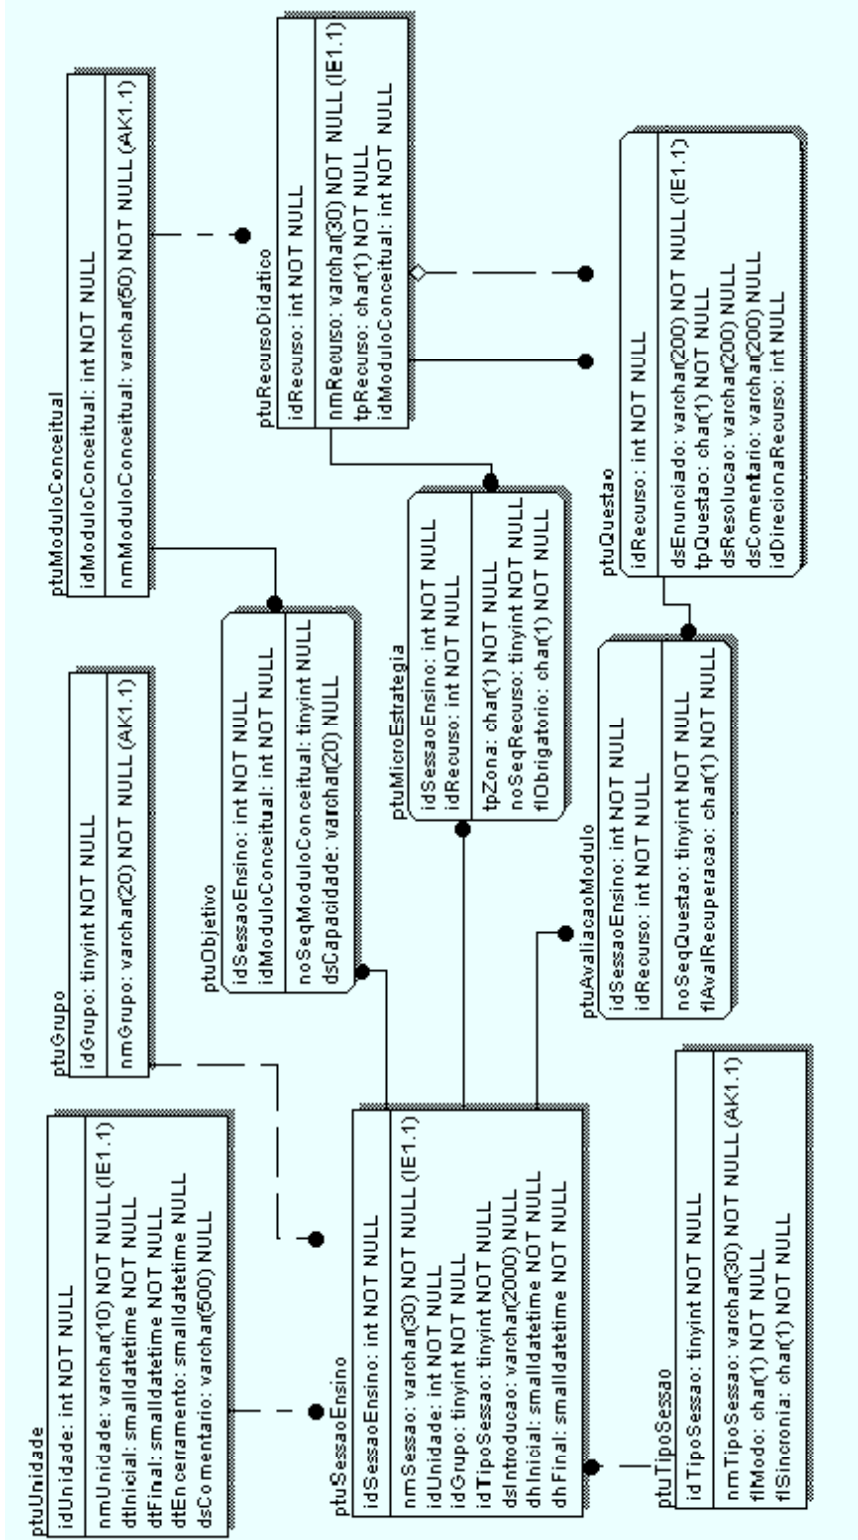 ptuUnidade
idUnidade: int NOT NULL
nmUnidade: varchar(10) NOT NULL (IE1.1)
dtInicial: smalldatetime NOT NULL
dtFinal: smalldatetime NOT NULL
dtEncerramento: smalldatetime NULL
dsComentario: varchar(500) NULL
ptuGrupo
idGrupo: tinyint NOT NULL
nmGrupo: varchar(20) NOT NULL (AK1.1)
ptuModuloConceitual
idModuloConceitual: int NOT NULL
nmModuloConceitual: varchar(50) NOT NULL (AK1.1)
ptuObjetivo
idSessaoEnsino: int NOT NULL
idModuloConceitual: int NOT NULL
noSeqModuloConceitual: tinyint NULL
dsCapacidade: varchar(20) NULL
ptuRecursoDidatico
idRecurso: int NOT NULL
nmRecurso: varchar(30) NOT NULL (IE1.1)
tpRecurso: char(1) NOT NULL
idModuloConceitual: int NOT NULL
ptuSessaoEnsino
idSessaoEnsino: int NOT NULL
nmSessao: varchar(30) NOT NULL (IE1.1)
idUnidade: int NOT NULL
idGrupo: tinyint NOT NULL
idTipoSessao: tinyint NOT NULL
dsIntroducao: varchar(2000) NULL
dhInicial: smalldatetime NOT NULL
dhFinal: smalldatetime NOT NULL
ptuMicroEstrategia
idSessaoEnsino: int NOT NULL
idRecurso: int NOT NULL
tpZona: char(1) NOT NULL
noSeqRecurso: tinyint NOT NULL
flObrigatorio: char(1) NOT NULL
ptuAvaliacaoModulo
idSessaoEnsino: int NOT NULL
idRecurso: int NOT NULL
noSeqQuestao: tinyint NOT NULL
flAvalRecuperacao: char(1) NOT NULL
ptuQuestao
idRecurso: int NOT NULL
dsEnunciado: varchar(200) NOT NULL (IE1.1)
tpQuestao: char(1) NOT NULL
dsResolucao: varchar(200) NULL
dsComentario: varchar(200) NULL
idDirecionaRecurso: int NULL
ptuTipoSessao
idTipoSessao: tinyint NOT NULL
nmTipoSessao: varchar(30) NOT NULL (AK1.1)
flModo: char(1) NOT NULL
flSincronia: char(1) NOT NULL